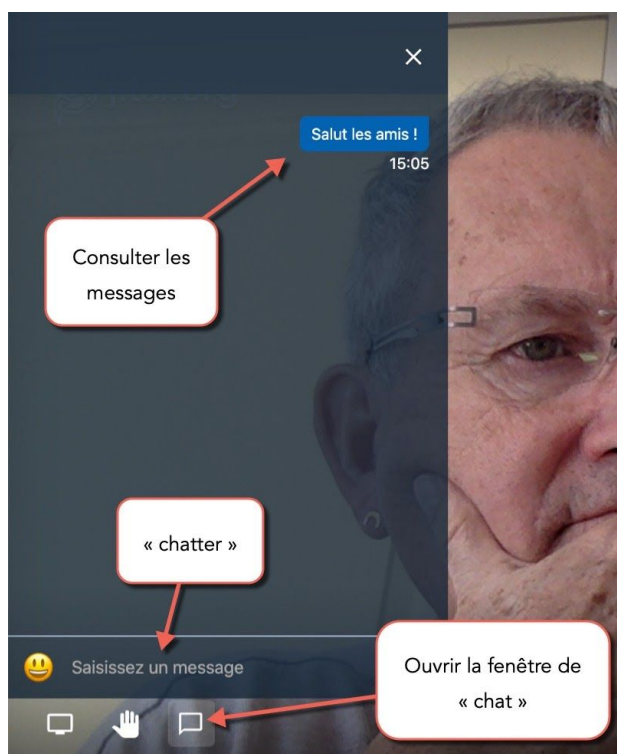 Salut les amis !
15:05
Consulter les
messages
« chatter »
Saisissez un message
Ouvrir la fenêtre de
« chat »